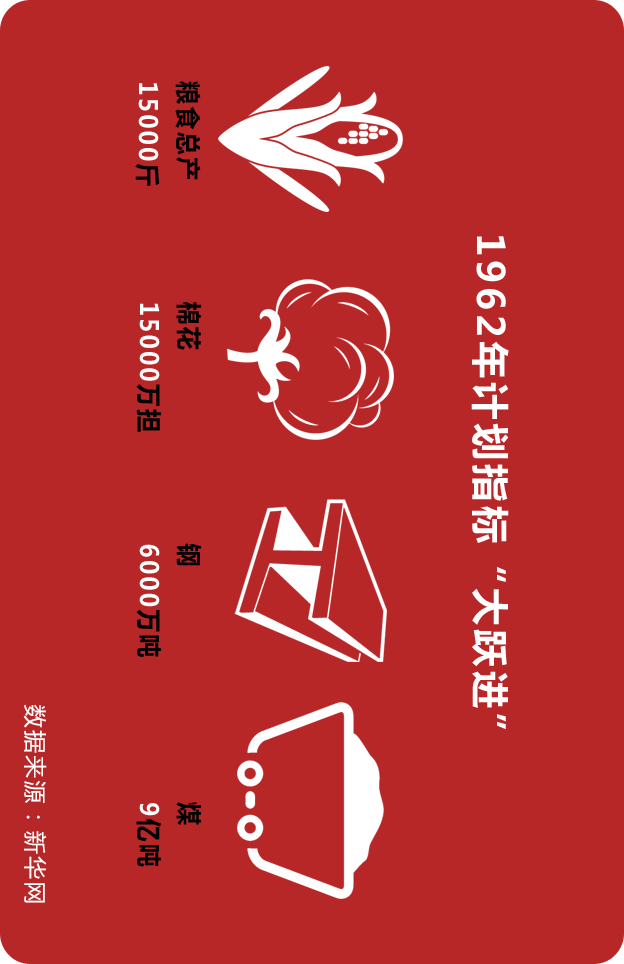 1962年计划指标“大跃进”
粮食总产
15000斤
棉花
15000万担
钢
6000万吨
煤
9亿吨
数据来源：新华网